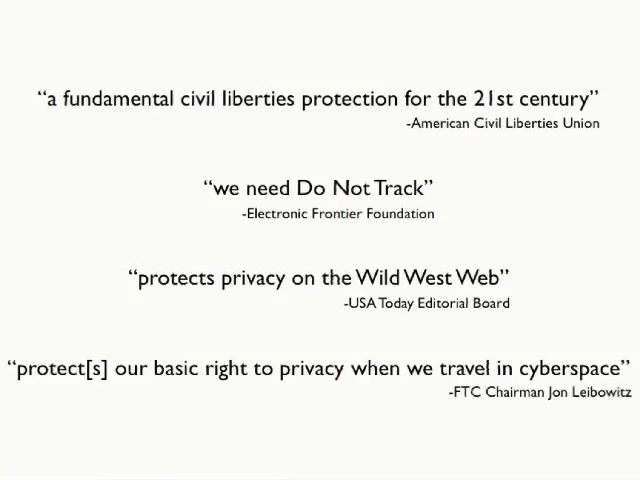 “a fundamental civil liberties protection for the 21st century”
-American Civil Liberties Union
“we need Do Not Track”
-Electronic Frontier Foundation
“protects privacy on the Wild West Web”
-USA Today Editorial Board
“protect[s] our basic right to privacy when we travel in cyberspace”
-FTC Chairman Jon Leibowitz